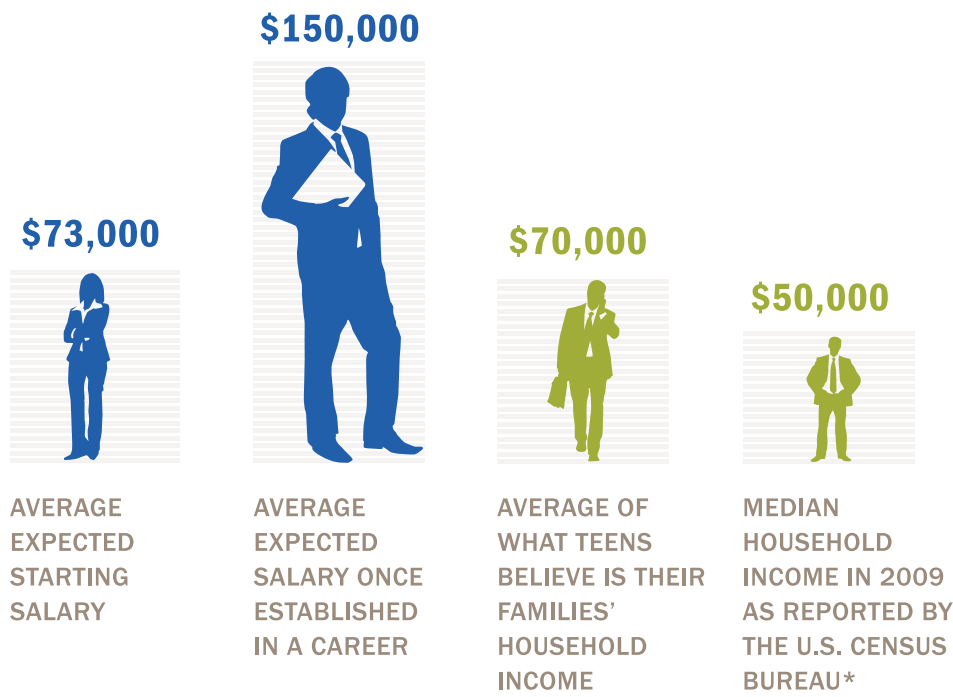 $73,000
AVERAGE
EXPECTED
STARTING
SALARY
$150,000
AVERAGE
EXPECTED
SALARY ONCE
ESTABLISHED
IN A CAREER
$70,000
AVERAGE OF
WHAT TEENS
BELIEVE IS THEIR
FAMILIES’
HOUSEHOLD
INCOME
$50,000
MEDIAN
HOUSEHOLD
INCOME IN 2009
AS REPORTED BY
THE U.S. CENSUS
BUREAU*